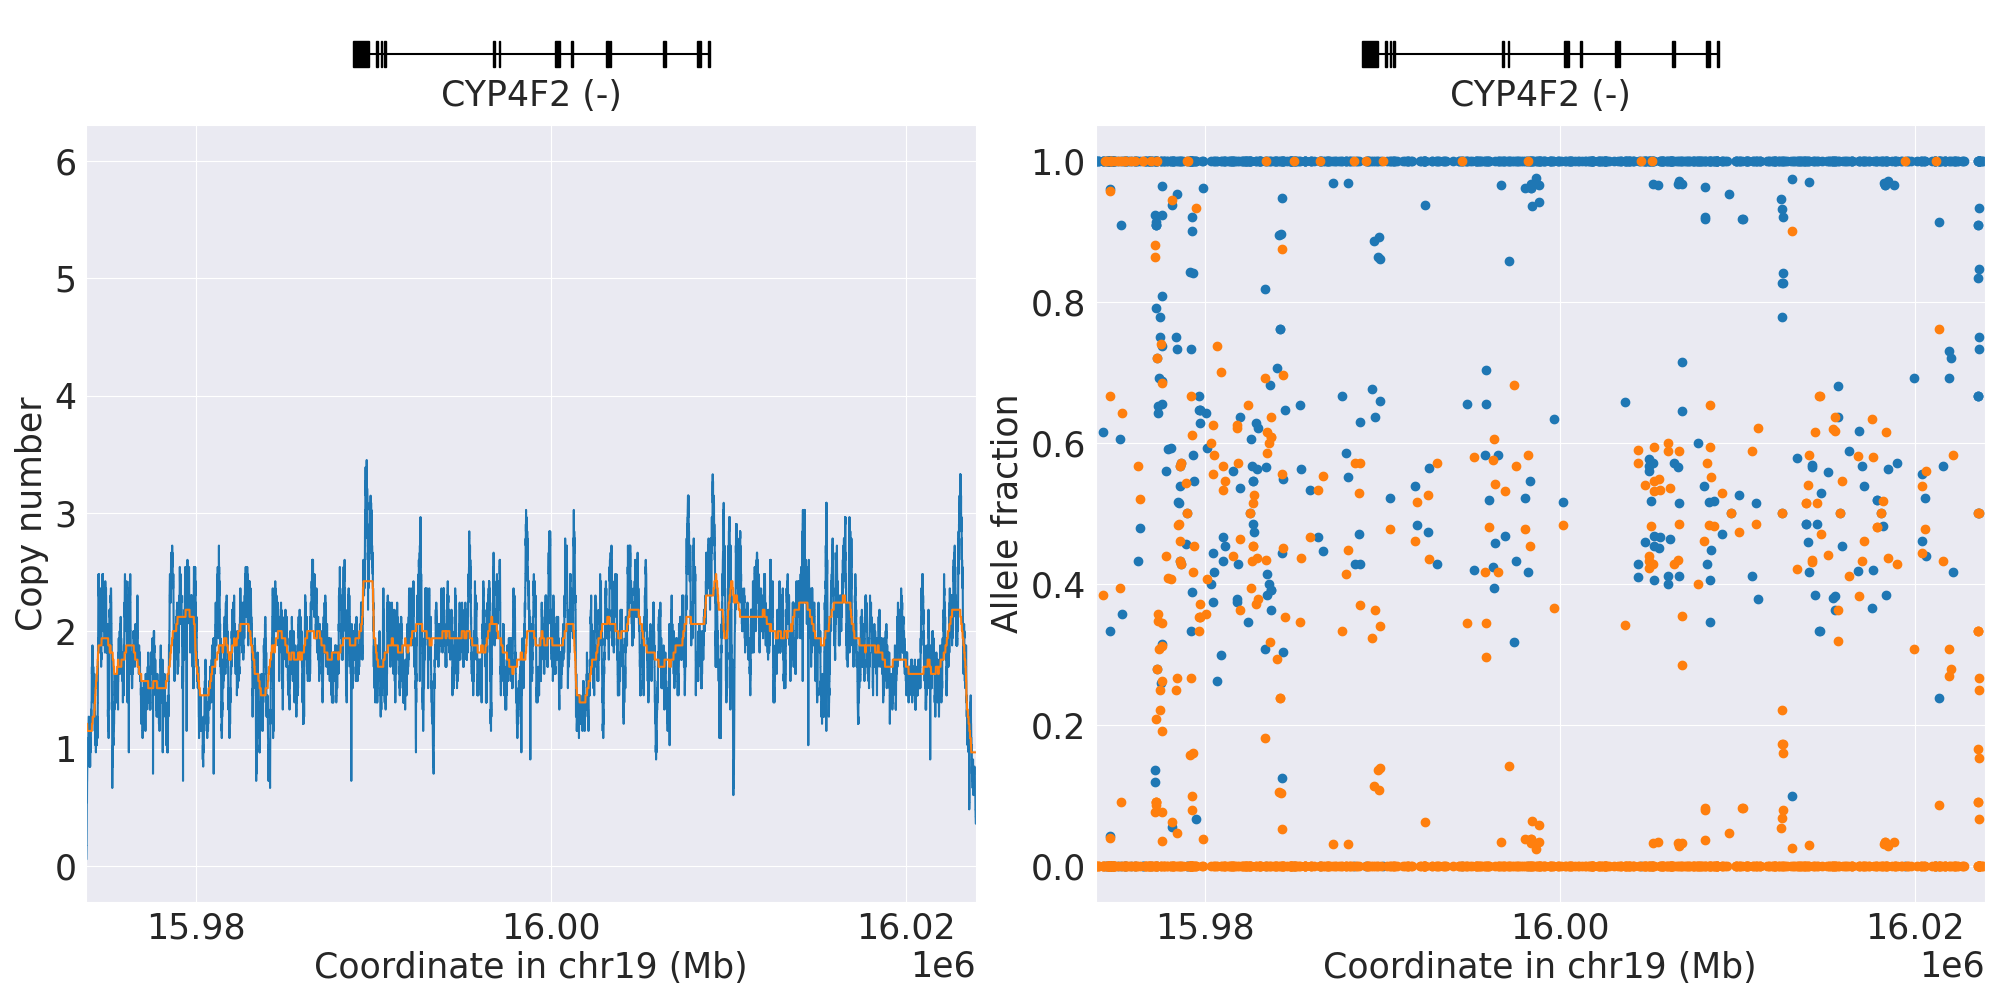 CYP4F2 (-)
6
5
4
3
2
1
0
Copy number
15.98
16.00
16.02
Coordinate in chr19 (Mb)
1e6
CYP4F2 (-)
1.0
0.8
0.6
0.4
0.2
0.0
Allele fraction
15.98
16.00
16.02
Coordinate in chr19 (Mb)
1e6